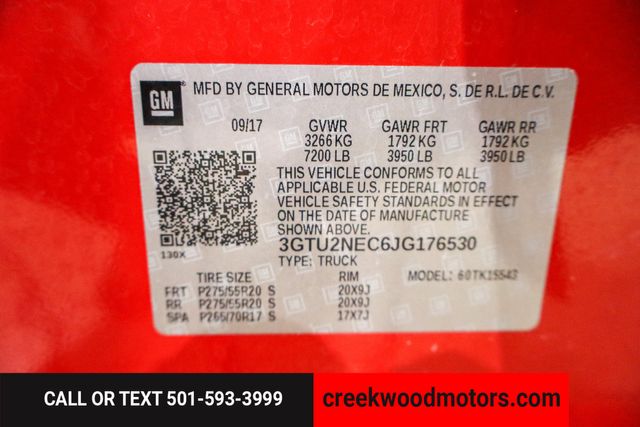 GM
MFD BY GENERAL MOTORS DE MEXICO, S. DE R.L. DE C.V.
09/17 GVWR GAWR FRT GAWR RR
3266 KG 1792 KG 1792 KG
7200 LB 3950 LB 3950 LB
THIS VEHICLE CONFORMS TO ALL
APPLICABLE U.S. FEDERAL MOTOR
VEHICLE SAFETY STANDARDS IN EFFECT
ON THE DATE OF MANUFACTURE
SHOWN ABOVE.
130X
3GTU2NEC6JG176530
TYPE: TRUCK
TIRE SIZE RIM MODEL: 60TK15543
FRT P275/55R20 S 20X9J
RR P275/55R20 S 20X9J
SPA P265/70R17 S 17X7J
CALL OR TEXT 501-593-3999
creekwoodmotors.com